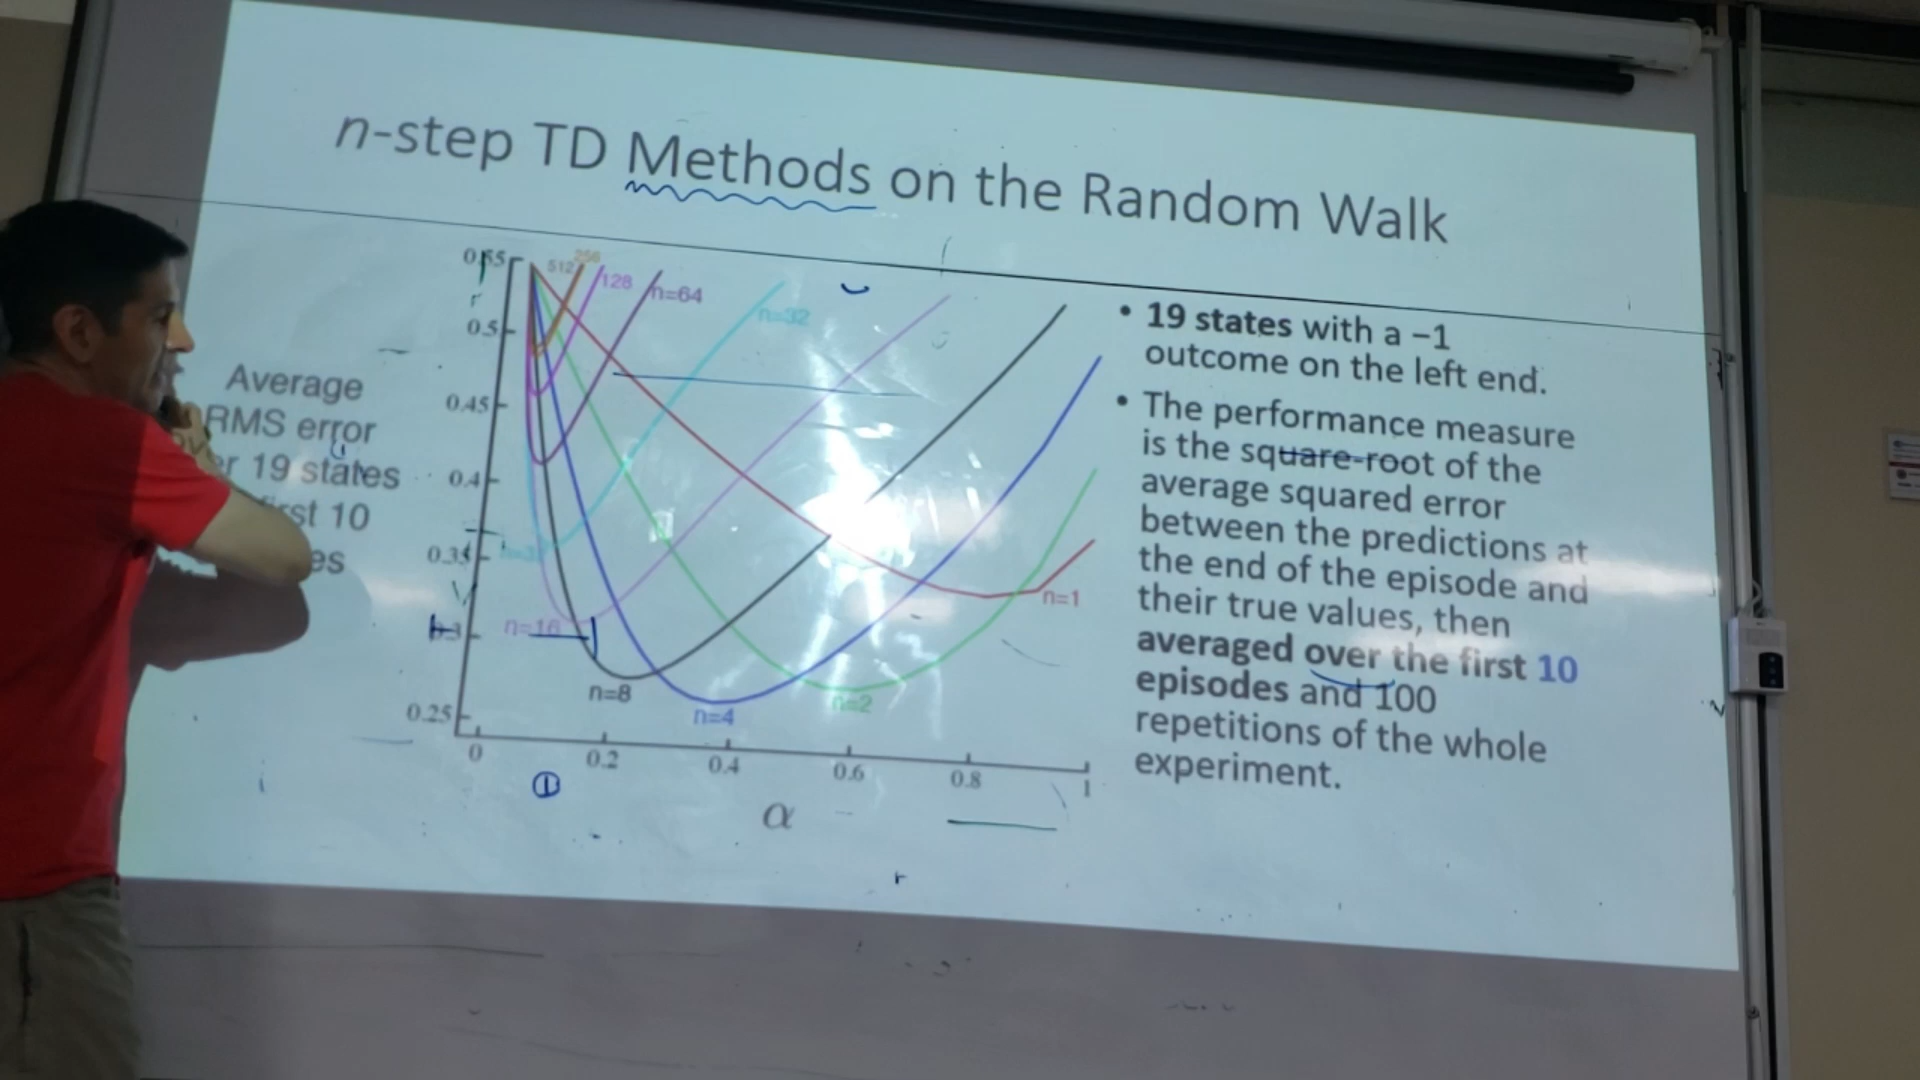 n-step TD Methods on the Random Walk
Average
RMS error
19 states
10
0.55
0.5
0.45
0.4
0.35
0.25
512
256
128
n=64
n=32
n=16
n=8
n=4
n=2
n=1
0
0.2
0.4
0.6
0.8
1
α
• 19 states with a −1
outcome on the left end.
• The performance measure
is the square-root of the
average squared error
between the predictions at
the end of the episode and
their true values, then
averaged over the first 10
episodes and 100
repetitions of the whole
experiment.